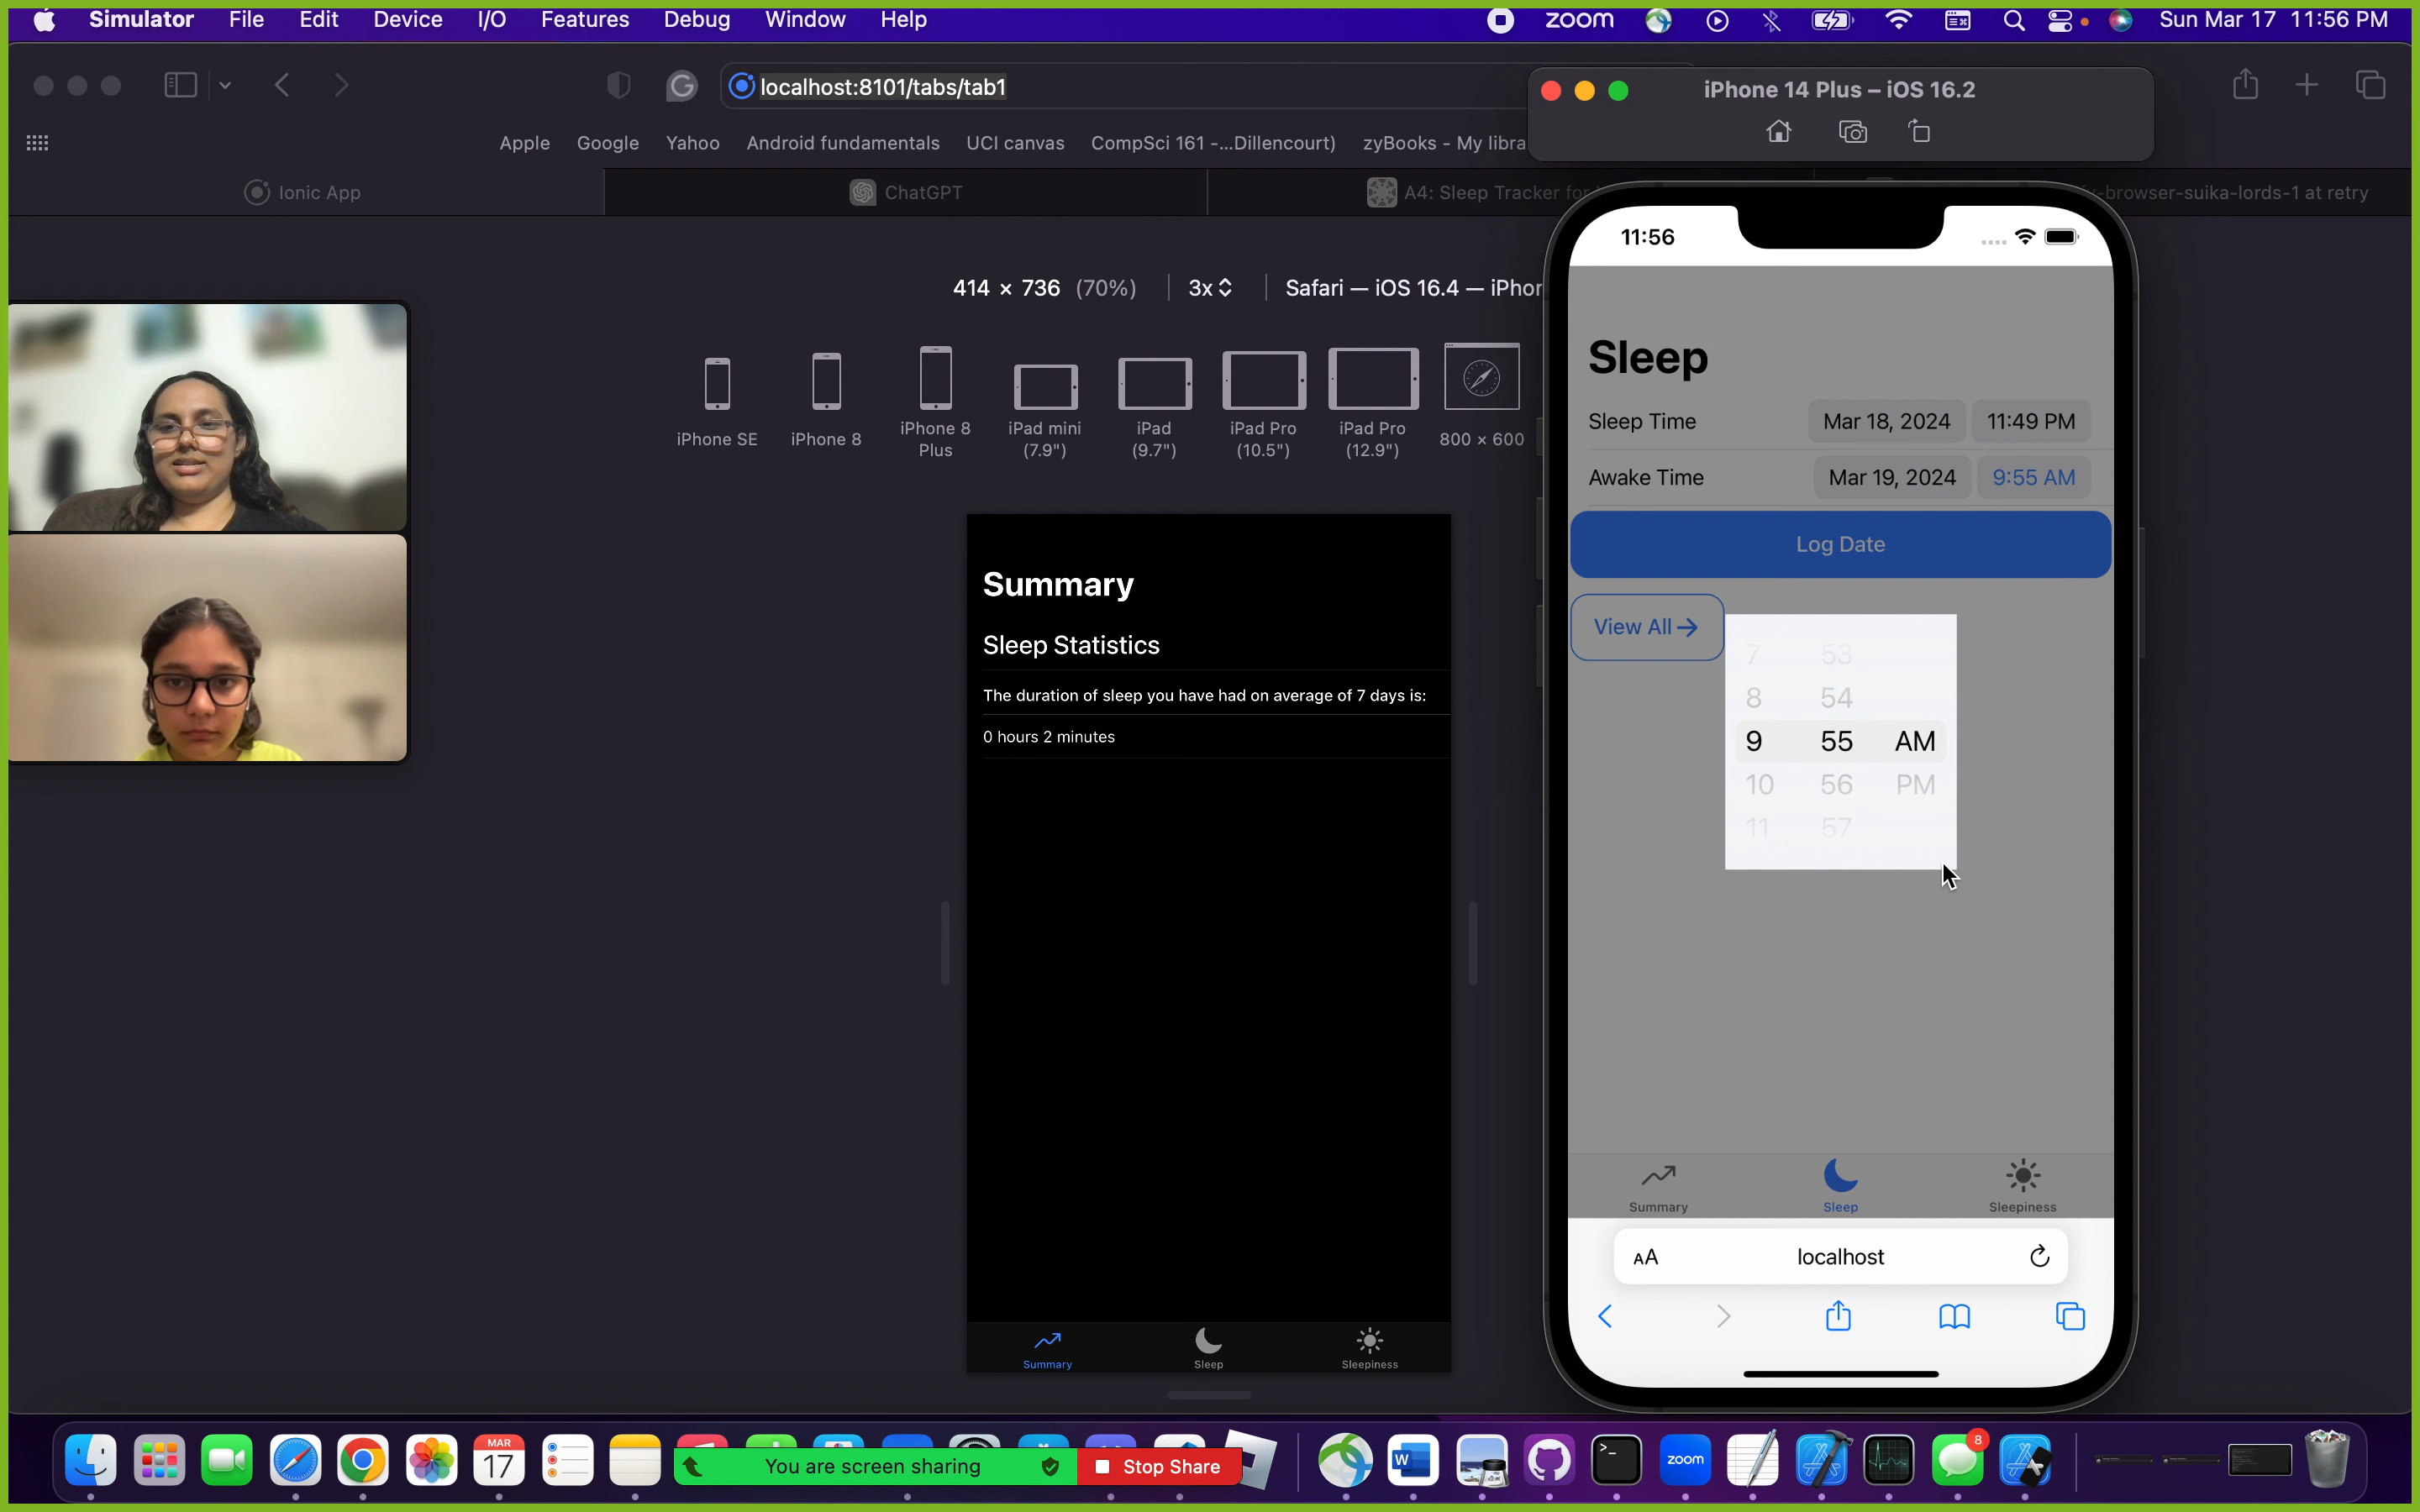 Simulator File Edit Device I/O Features Debug Window Help zoom Sun Mar 17 11:56 PM
localhost:8101/tabs/tab1
iPhone 14 Plus – iOS 16.2
Apple Google Yahoo Android fundamentals UCI canvas CompSci 161 -...Dillencourt) zyBooks - My libra
Ionic App ChatGPT A4: Sleep Tracker for -browser-suika-lords-1 at retry
414 × 736 (70%) 3x Safari — iOS 16.4 — iPhor
iPhone SE
iPhone 8
iPhone 8
Plus
iPad mini
(7.9")
iPad
(9.7")
iPad Pro
(10.5")
iPad Pro
(12.9")
800 × 600
Summary
Sleep Statistics
The duration of sleep you have had on average of 7 days is:
0 hours 2 minutes
Summary Sleep Sleepiness
11:56
Sleep
Sleep Time Mar 18, 2024 11:49 PM
Awake Time Mar 19, 2024 9:55 AM
Log Date
View All
7 53
8 54
9 55 AM
10 56 PM
11 57
Summary Sleep Sleepiness
AA localhost
MAR
17
You are screen sharing Stop Share
W
>_
zoom
8